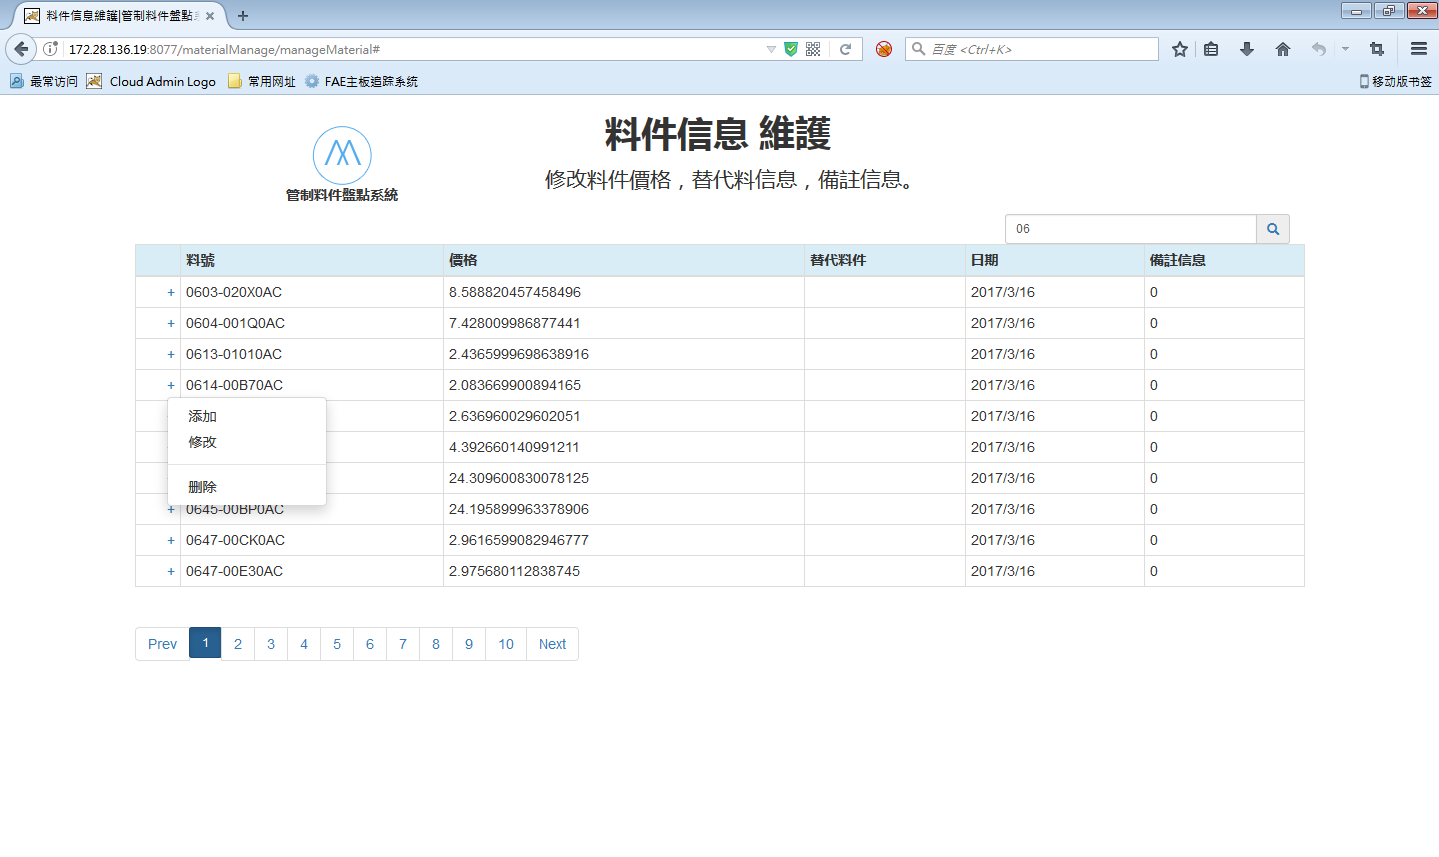 料件信息維護|管制料件盤點系
172.28.136.19:8077/materialManage/manageMaterial#
百度 <Ctrl+K>
最常访问 Cloud Admin Logo 常用网址 FAE主板追踪系统 移动版书签
管制料件盤點系統
料件信息 維護
修改料件價格，替代料信息，備註信息。
06
料號 價格 替代料件 日期 備註信息
+ 0603-020X0AC 8.588820457458496 2017/3/16 0
+ 0604-001Q0AC 7.428009986877441 2017/3/16 0
+ 0613-01010AC 2.4365999698638916 2017/3/16 0
+ 0614-00B70AC 2.083669900894165 2017/3/16 0
添加 2.636960029602051 2017/3/16 0
修改 4.392660140991211 2017/3/16 0
24.309600830078125 2017/3/16 0
删除
+ 0645-00BP0AC 24.195899963378906 2017/3/16 0
+ 0647-00CK0AC 2.9616599082946777 2017/3/16 0
+ 0647-00E30AC 2.975680112838745 2017/3/16 0
Prev 1 2 3 4 5 6 7 8 9 10 Next